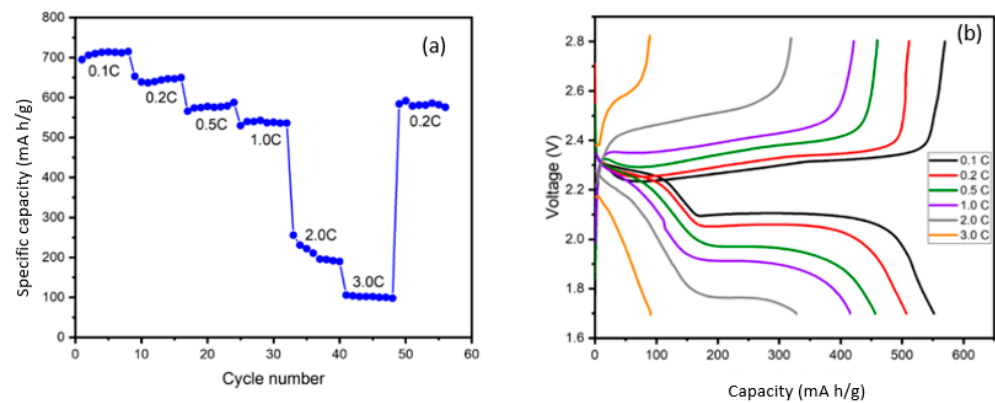 (a)
Specific capacity (mA h/g)
800
700
600
500
400
300
200
100
0
0.1C
0.2C
0.5C
1.0C
2.0C
3.0C
0.2C
0
10
20
30
40
50
60
Cycle number
(b)
Voltage (V)
2.8
2.6
2.4
2.2
2.0
1.8
1.6
0.1 C
0.2 C
0.5 C
1.0 C
2.0 C
3.0 C
0
100
200
300
400
500
600
Capacity (mA h/g)